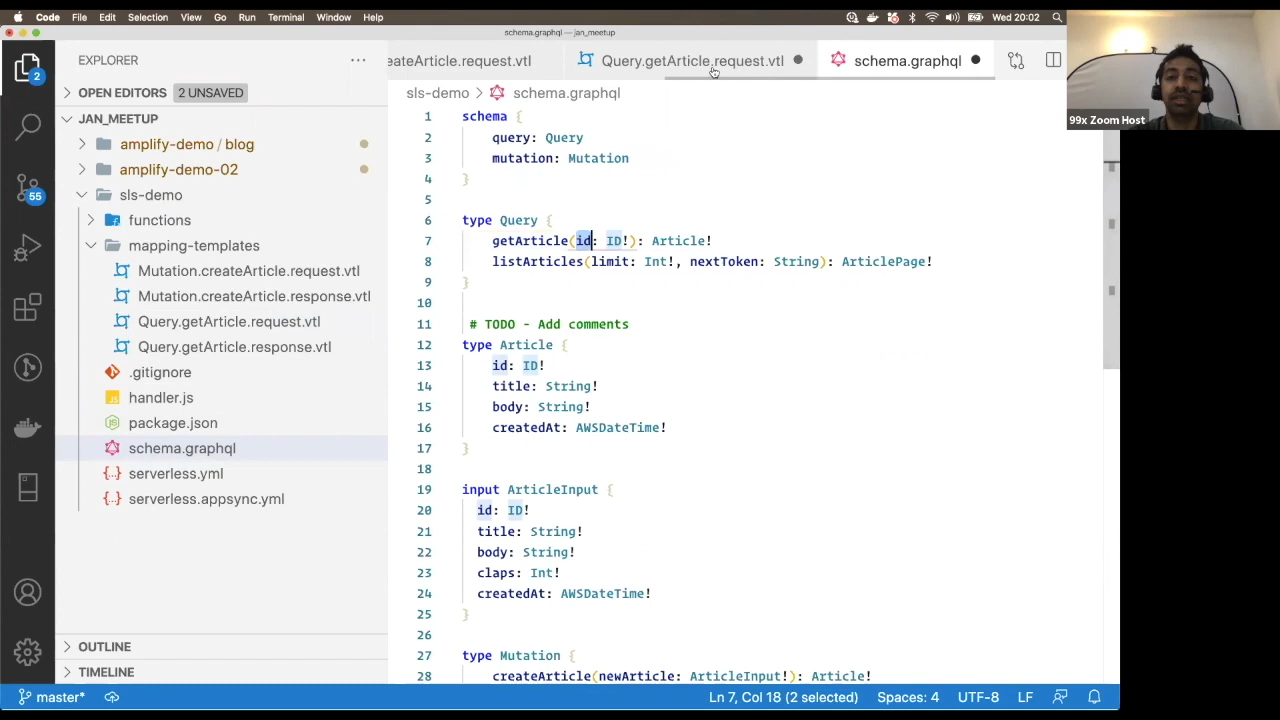 Code File Edit Selection View Go Run Terminal Window Help Wed 20:02
schema.graphql — jan_meetup
EXPLORER
OPEN EDITORS 2 UNSAVED
JAN_MEETUP
amplify-demo / blog
amplify-demo-02
sls-demo
functions
mapping-templates
Mutation.createArticle.request.vtl
Mutation.createArticle.response.vtl
Query.getArticle.request.vtl
Query.getArticle.response.vtl
.gitignore
handler.js
package.json
schema.graphql
serverless.yml
serverless.appsync.yml
OUTLINE
TIMELINE
2
55
eateArticle.request.vtl Query.getArticle.request.vtl schema.graphql
sls-demo > schema.graphql
1 schema {
2 query: Query
3 mutation: Mutation
4 }
5
6 type Query {
7 getArticle(id: ID!): Article!
8 listArticles(limit: Int!, nextToken: String): ArticlePage!
9 }
10
11 # TODO - Add comments
12 type Article {
13 id: ID!
14 title: String!
15 body: String!
16 createdAt: AWSDateTime!
17 }
18
19 input ArticleInput {
20 id: ID!
21 title: String!
22 body: String!
23 claps: Int!
24 createdAt: AWSDateTime!
25 }
26
27 type Mutation {
28 createArticle(newArticle: ArticleInput!): Article!
99x Zoom Host
master* Ln 7, Col 18 (2 selected) Spaces: 4 UTF-8 LF